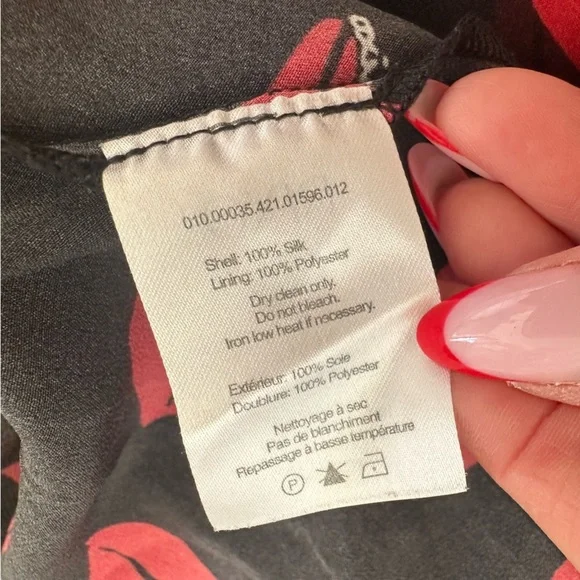 010.00035.421.01596.012
Shell: 100% Silk
Lining: 100% Polyester
Dry clean only.
Do not bleach.
Iron low heat if necessary.
Extérieur: 100% Soie
Doublure: 100% Polyester
Nettoyage à sec
Pas de blanchiment
Repassage à basse température
P